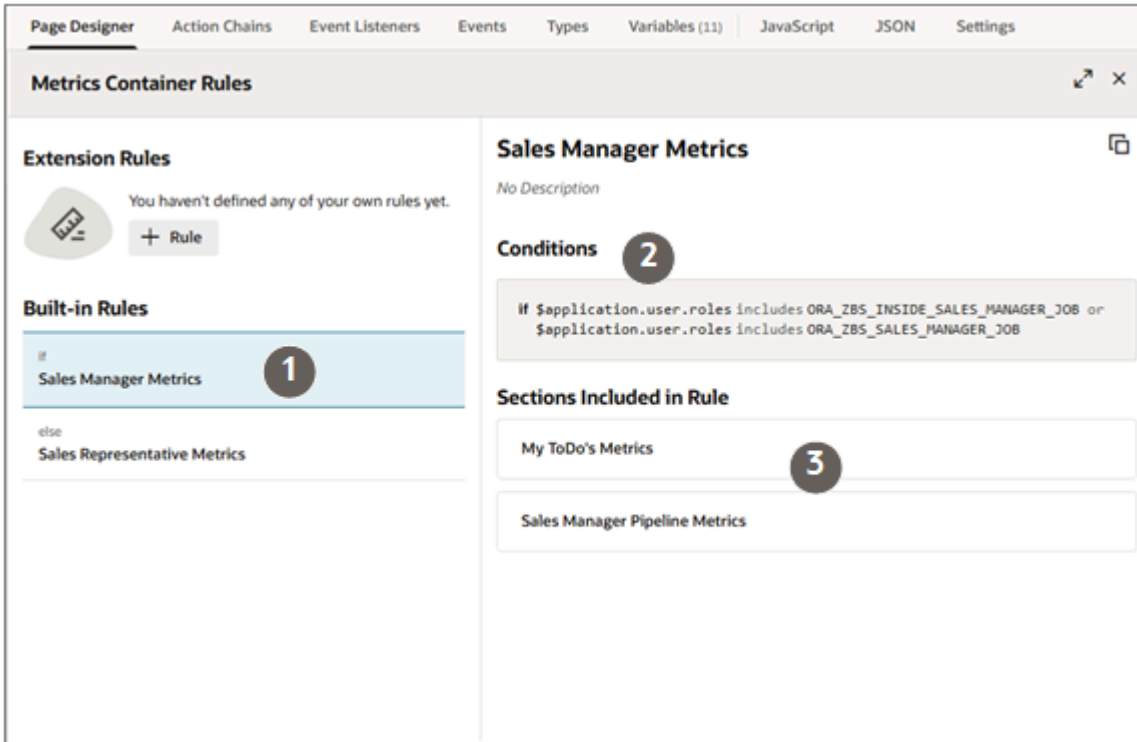 Page Designer Action Chains Event Listeners Events Types Variables (11) JavaScript JSON Settings
Metrics Container Rules
Extension Rules
You haven't defined any of your own rules yet.
+ Rule
Built-in Rules
if
Sales Manager Metrics
1
else
Sales Representative Metrics
Sales Manager Metrics
No Description
Conditions
2
if $application.user.roles includes ORA_ZBS_INSIDE_SALES_MANAGER_JOB or
$application.user.roles includes ORA_ZBS_SALES_MANAGER_JOB
Sections Included in Rule
My ToDo's Metrics
3
Sales Manager Pipeline Metrics